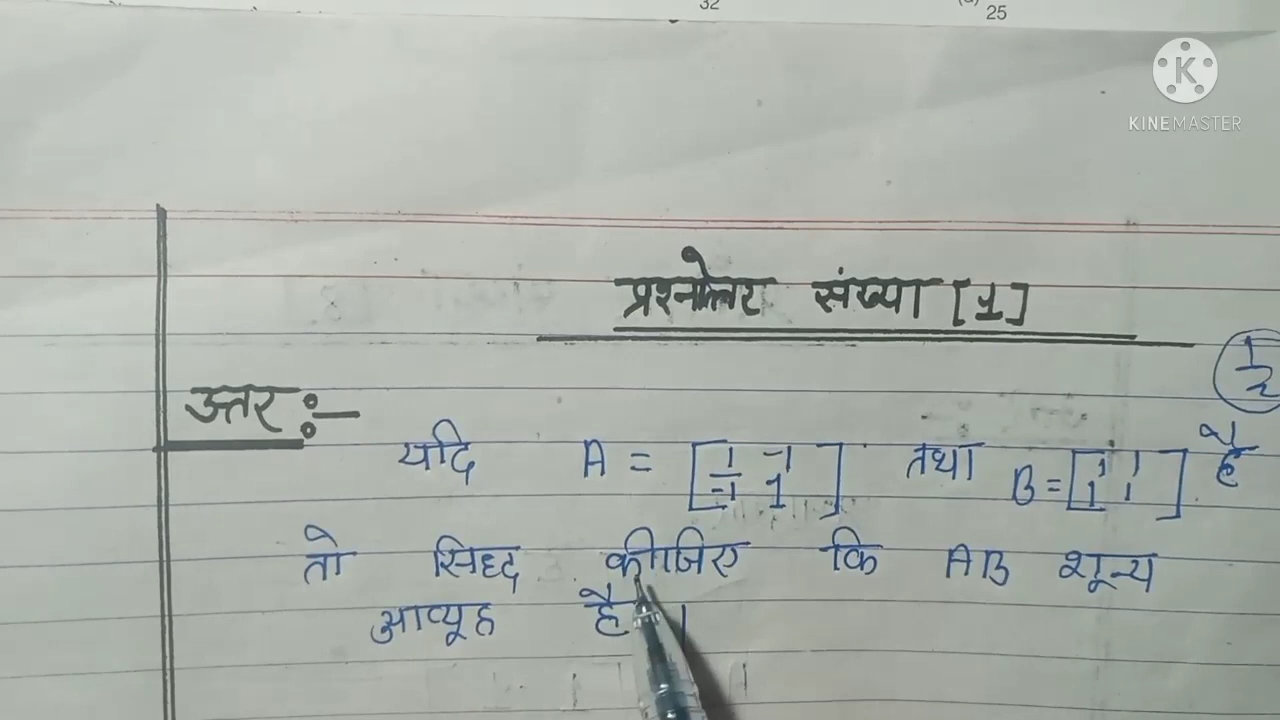 32 (d) 25
K
KINEMASTER
प्रश्नोत्तर संख्या [1]
1/2
उत्तर :-
यदि A = [1 -1 -1 1] तथा B = [1 1 1 1] है
तो सिध्द कीजिए कि AB शून्य
आव्यूह है ।